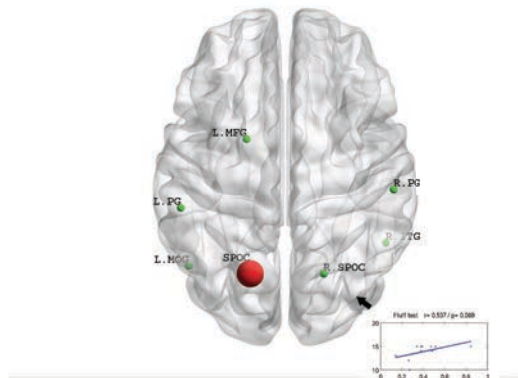 L.MFG
R.PG
L.PG
R.ITG
L.MOG
SPOC
R.SPOC
Fluff test r= 0.537 / p= 0.089
20
15
10
0
0.2
0.4
0.6
0.8
1